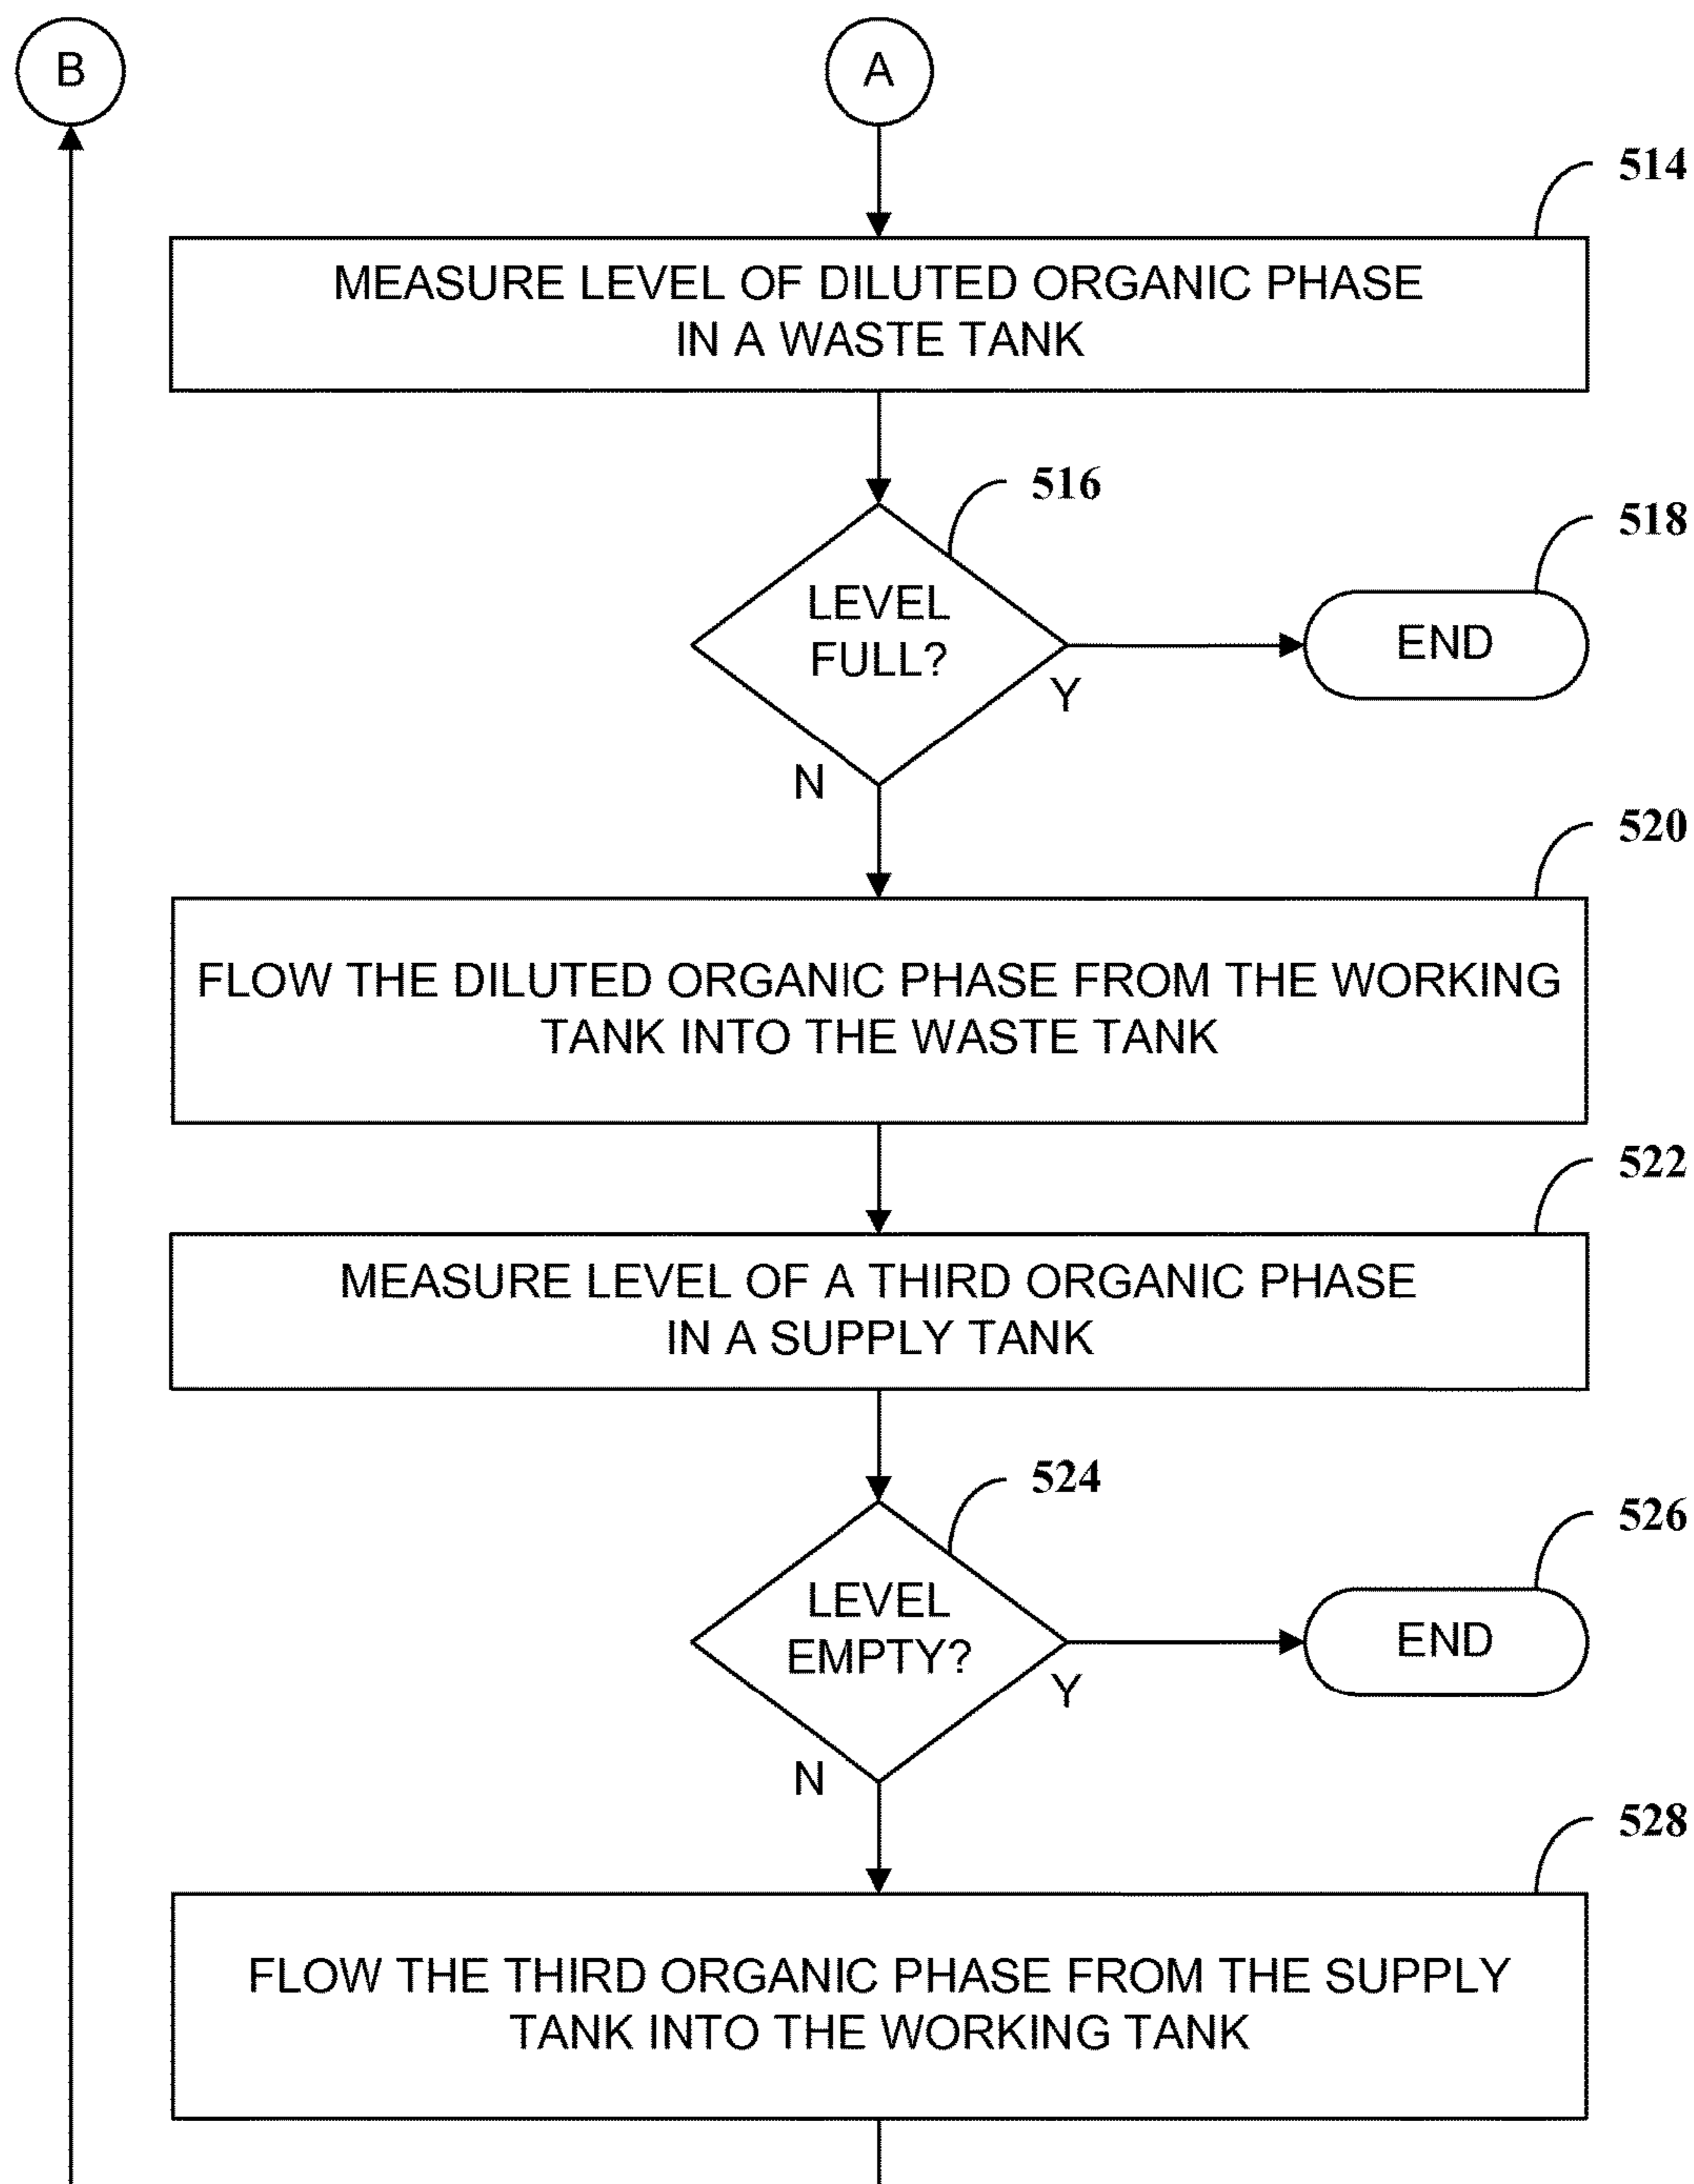 B
A
514
MEASURE LEVEL OF DILUTED ORGANIC PHASE
IN A WASTE TANK
516
518
LEVEL
FULL?
END
Y
N
520
FLOW THE DILUTED ORGANIC PHASE FROM THE WORKING
TANK INTO THE WASTE TANK
522
MEASURE LEVEL OF A THIRD ORGANIC PHASE
IN A SUPPLY TANK
524
526
LEVEL
EMPTY?
END
Y
N
528
FLOW THE THIRD ORGANIC PHASE FROM THE SUPPLY
TANK INTO THE WORKING TANK